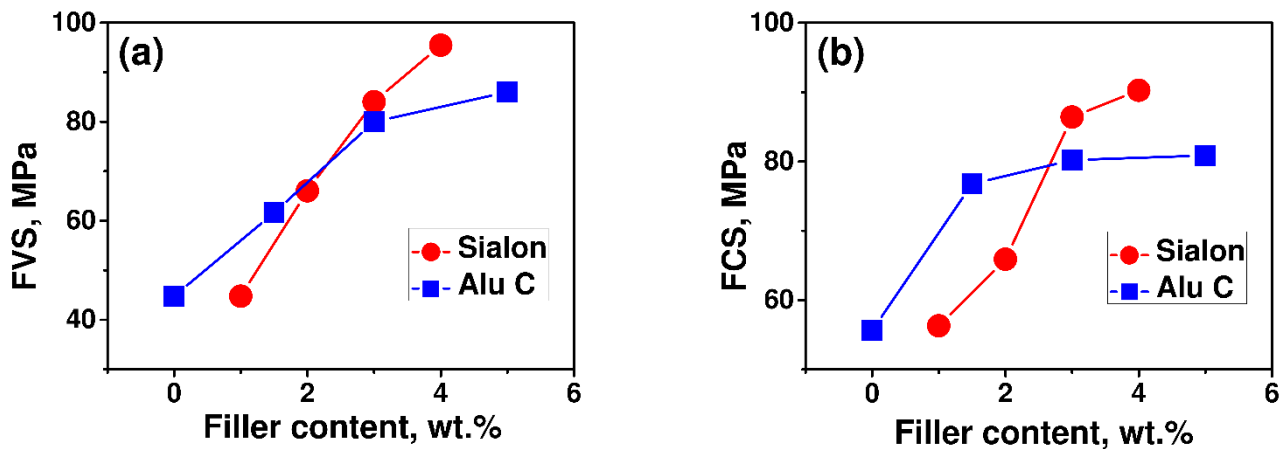 (a)
FVS, MPa
100
80
60
40
0
2
4
6
Filler content, wt.%
Sialon
Alu C
(b)
FCS, MPa
100
80
60
0
2
4
6
Filler content, wt.%
Sialon
Alu C